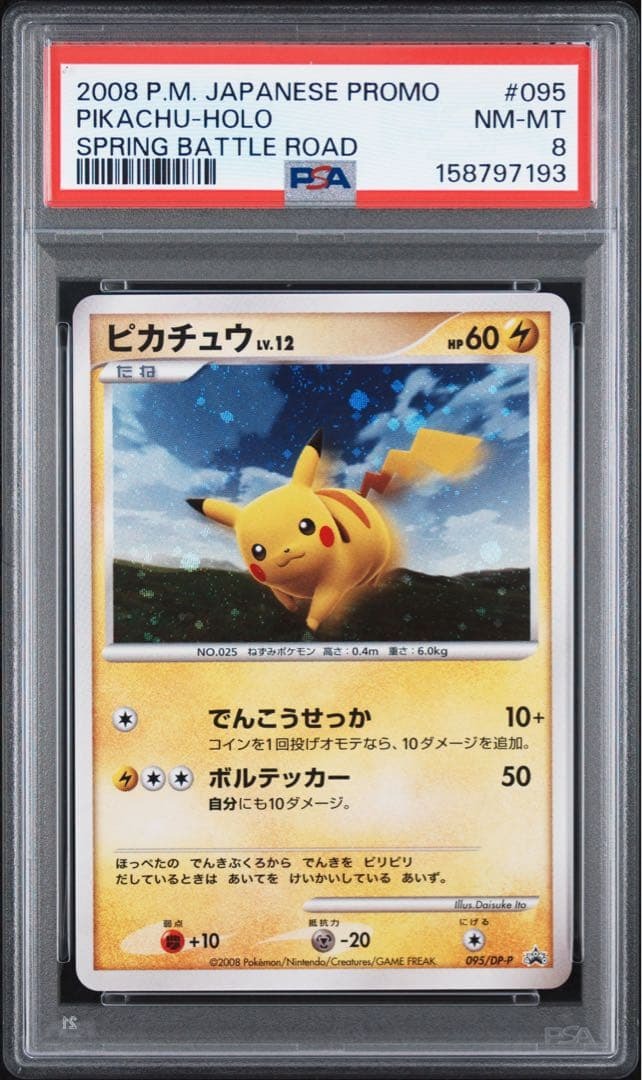 2008 P.M. JAPANESE PROMO #095
PIKACHU-HOLO NM-MT
SPRING BATTLE ROAD 8
PSA 158797193
ピカチュウ LV.12 HP60
たね
NO.025 ねずみポケモン 高さ:0.4m 重さ:6.0kg
でんこうせっか 10+
コインを1回投げオモテなら、10ダメージを追加。
ボルテッカー 50
自分にも10ダメージ。
ほっぺたの でんきぶくろから でんきを ピリピリ
だしているときは あいてを けいかいしている あいず。
Illus.Daisuke Ito
弱点 抵抗力 にげる
+10 -20
©2008 Pokémon/Nintendo/Creatures/GAME FREAK 095/DP-P
21 PSA